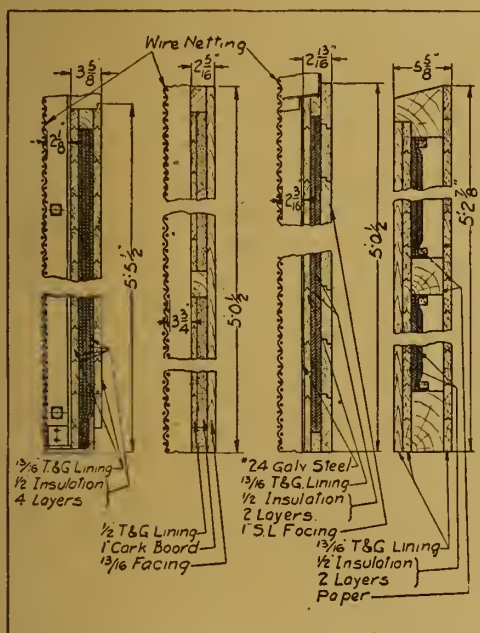 Wire Netting
3 5/8"
2 5/16"
2 13/16"
5 5/8"
2 1/8"
2 13/16"
3 3/4"
5'5 1/2"
5'0 1/2"
5'0 1/2"
5'2 7/8"
13/16" T&G Lining
1/2 Insulation
4 Layers
1/2" T&G Lining
1" Cark Board
13/16 Facing
#24 Galv Steel
13/16 T&G Lining
1/2 Insulation
2 Layers.
1" S.L Facing
13/16" T&G Lining
1/2" Insulation
2 Layers
Paper